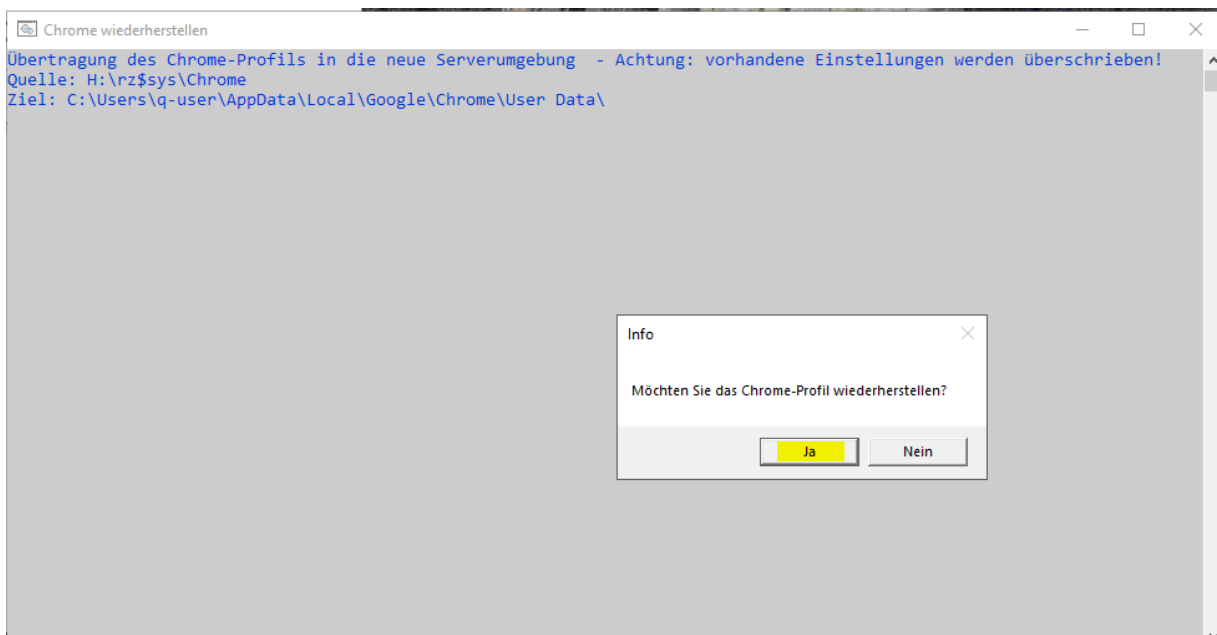 Chrome wiederherstellen
Übertragung des Chrome-Profils in die neue Serverumgebung  - Achtung: vorhandene Einstellungen werden überschrieben!
Quelle: H:\rz$sys\Chrome
Ziel: C:\Users\q-user\AppData\Local\Google\Chrome\User Data\
Info
Möchten Sie das Chrome-Profil wiederherstellen?
Ja Nein